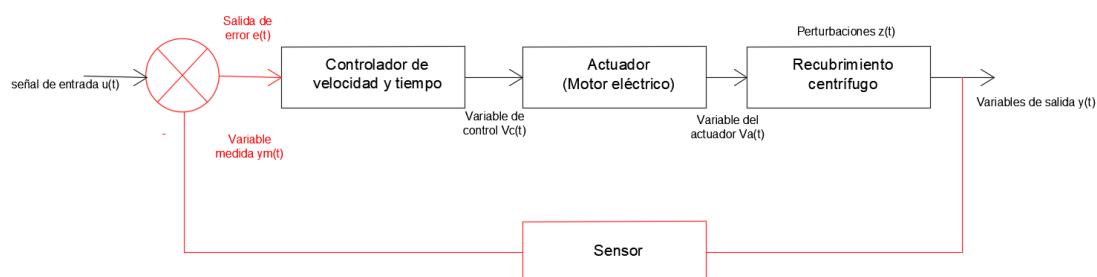 Salida de
error e(t)
Perturbaciones z(t)
señal de entrada u(t)
Controlador de
velocidad y tiempo
Actuador
(Motor eléctrico)
Recubrimiento
centrífugo
Variables de salida y(t)
Variable de
control Vc(t)
Variable del
actuador Va(t)
-
Variable
medida ym(t)
Sensor